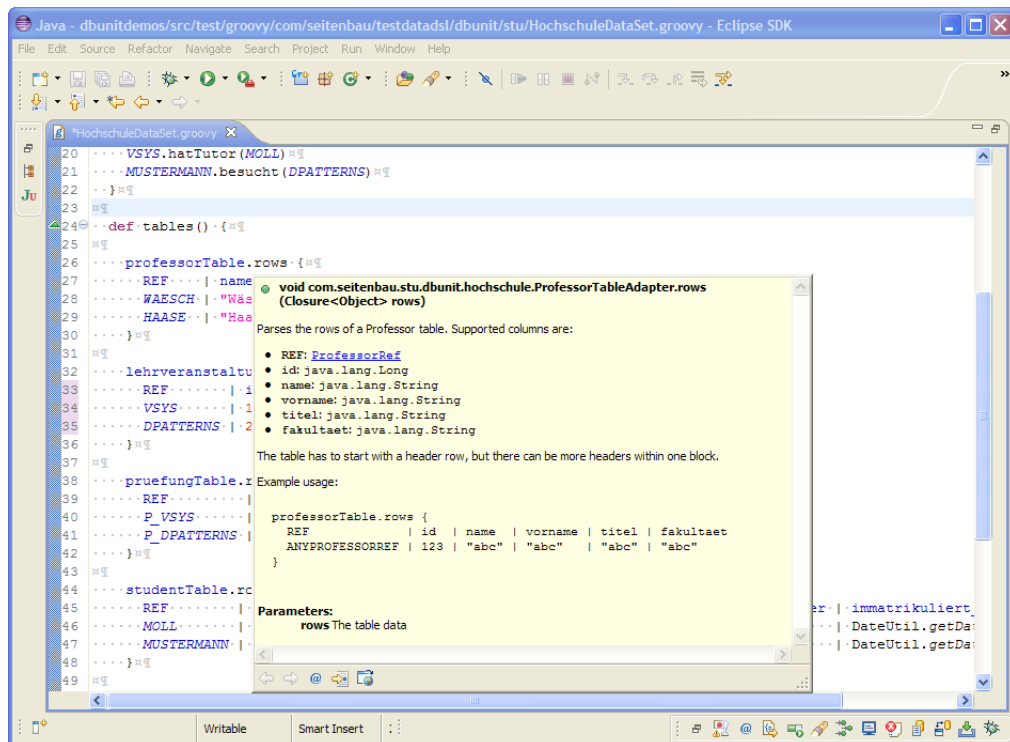 Java - dbunitdemos/src/test/groovy/com/seitenbau/testdatadsl/dbunit/stu/HochschuleDataSet.groovy - Eclipse SDK
File Edit Source Refactor Navigate Search Project Run Window Help
*HochschuleDataSet.groovy
20 ····VSYS.hatTutor(MOLL)¤¶
21 ····MUSTERMANN.besucht(DPATTERNS)¤¶
22 ··}¤¶
23 ¤¶
24 ··def·tables()·{¤¶
25 ¤¶
26 ····professorTable.rows·{¤¶
27 ······REF····|·name
28 ······WAESCH·|·"Wäs
29 ······HAASE··|·"Haa
30 ····}¤¶
31 ¤¶
32 ····lehrveranstaltu
33 ······REF·······|·i
34 ······VSYS······|·1
35 ······DPATTERNS·|·2
36 ····}¤¶
37 ¤¶
38 ····pruefungTable.r
39 ······REF·········|
40 ······P_VSYS······|
41 ······P_DPATTERNS·|
42 ····}¤¶
43 ¤¶
44 ····studentTable.ro
45 ······REF········|· er·|·immatrikuliert_
46 ······MOLL·······|· ··|·DateUtil.getDa
47 ······MUSTERMANN·|· ··|·DateUtil.getDa
48 ····}¤¶
49 ¤¶
void com.seitenbau.stu.dbunit.hochschule.ProfessorTableAdapter.rows
(Closure<Object> rows)
Parses the rows of a Professor table. Supported columns are:
• REF: ProfessorRef
• id: java.lang.Long
• name: java.lang.String
• vorname: java.lang.String
• titel: java.lang.String
• fakultaet: java.lang.String
The table has to start with a header row, but there can be more headers within one block.
Example usage:
professorTable.rows {
REF | id | name | vorname | titel | fakultaet
ANYPROFESSORREF | 123 | "abc" | "abc" | "abc" | "abc"
}
Parameters:
rows The table data
Writable Smart Insert :